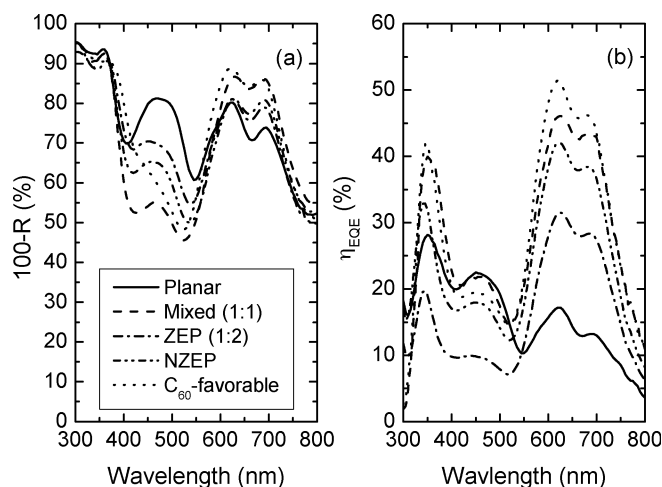 100
90
80
70
60
50
40
30
20
10
0
100-R (%)
(a)
Planar
Mixed (1:1)
ZEP (1:2)
NZEP
C60-favorable
300 400 500 600 700 800
Wavelength (nm)
60
50
40
30
20
10
0
ηEQE (%)
(b)
300 400 500 600 700 800
Wavlength (nm)